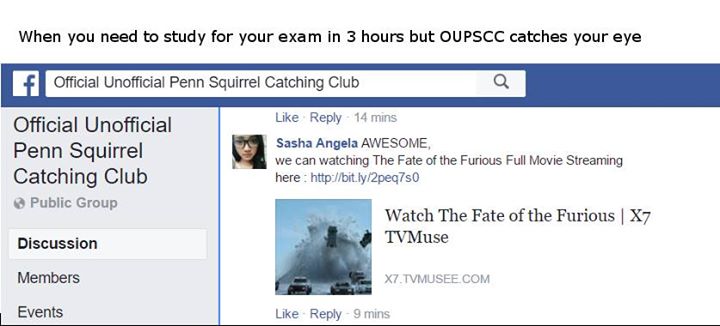 When you need to study for your exam in 3 hours but OUPSCC catches your eye
f
Official Unofficial Penn Squirrel Catching Club
Official Unofficial
Penn Squirrel
Catching Club
Public Group
Discussion
Members
Events
Like · Reply · 14 mins
Sasha Angela AWESOME,
we can watching The Fate of the Furious Full Movie Streaming
here : http://bit.ly/2peq7s0
Watch The Fate of the Furious | X7
TVMuse
X7.TVMUSEE.COM
Like · Reply · 9 mins